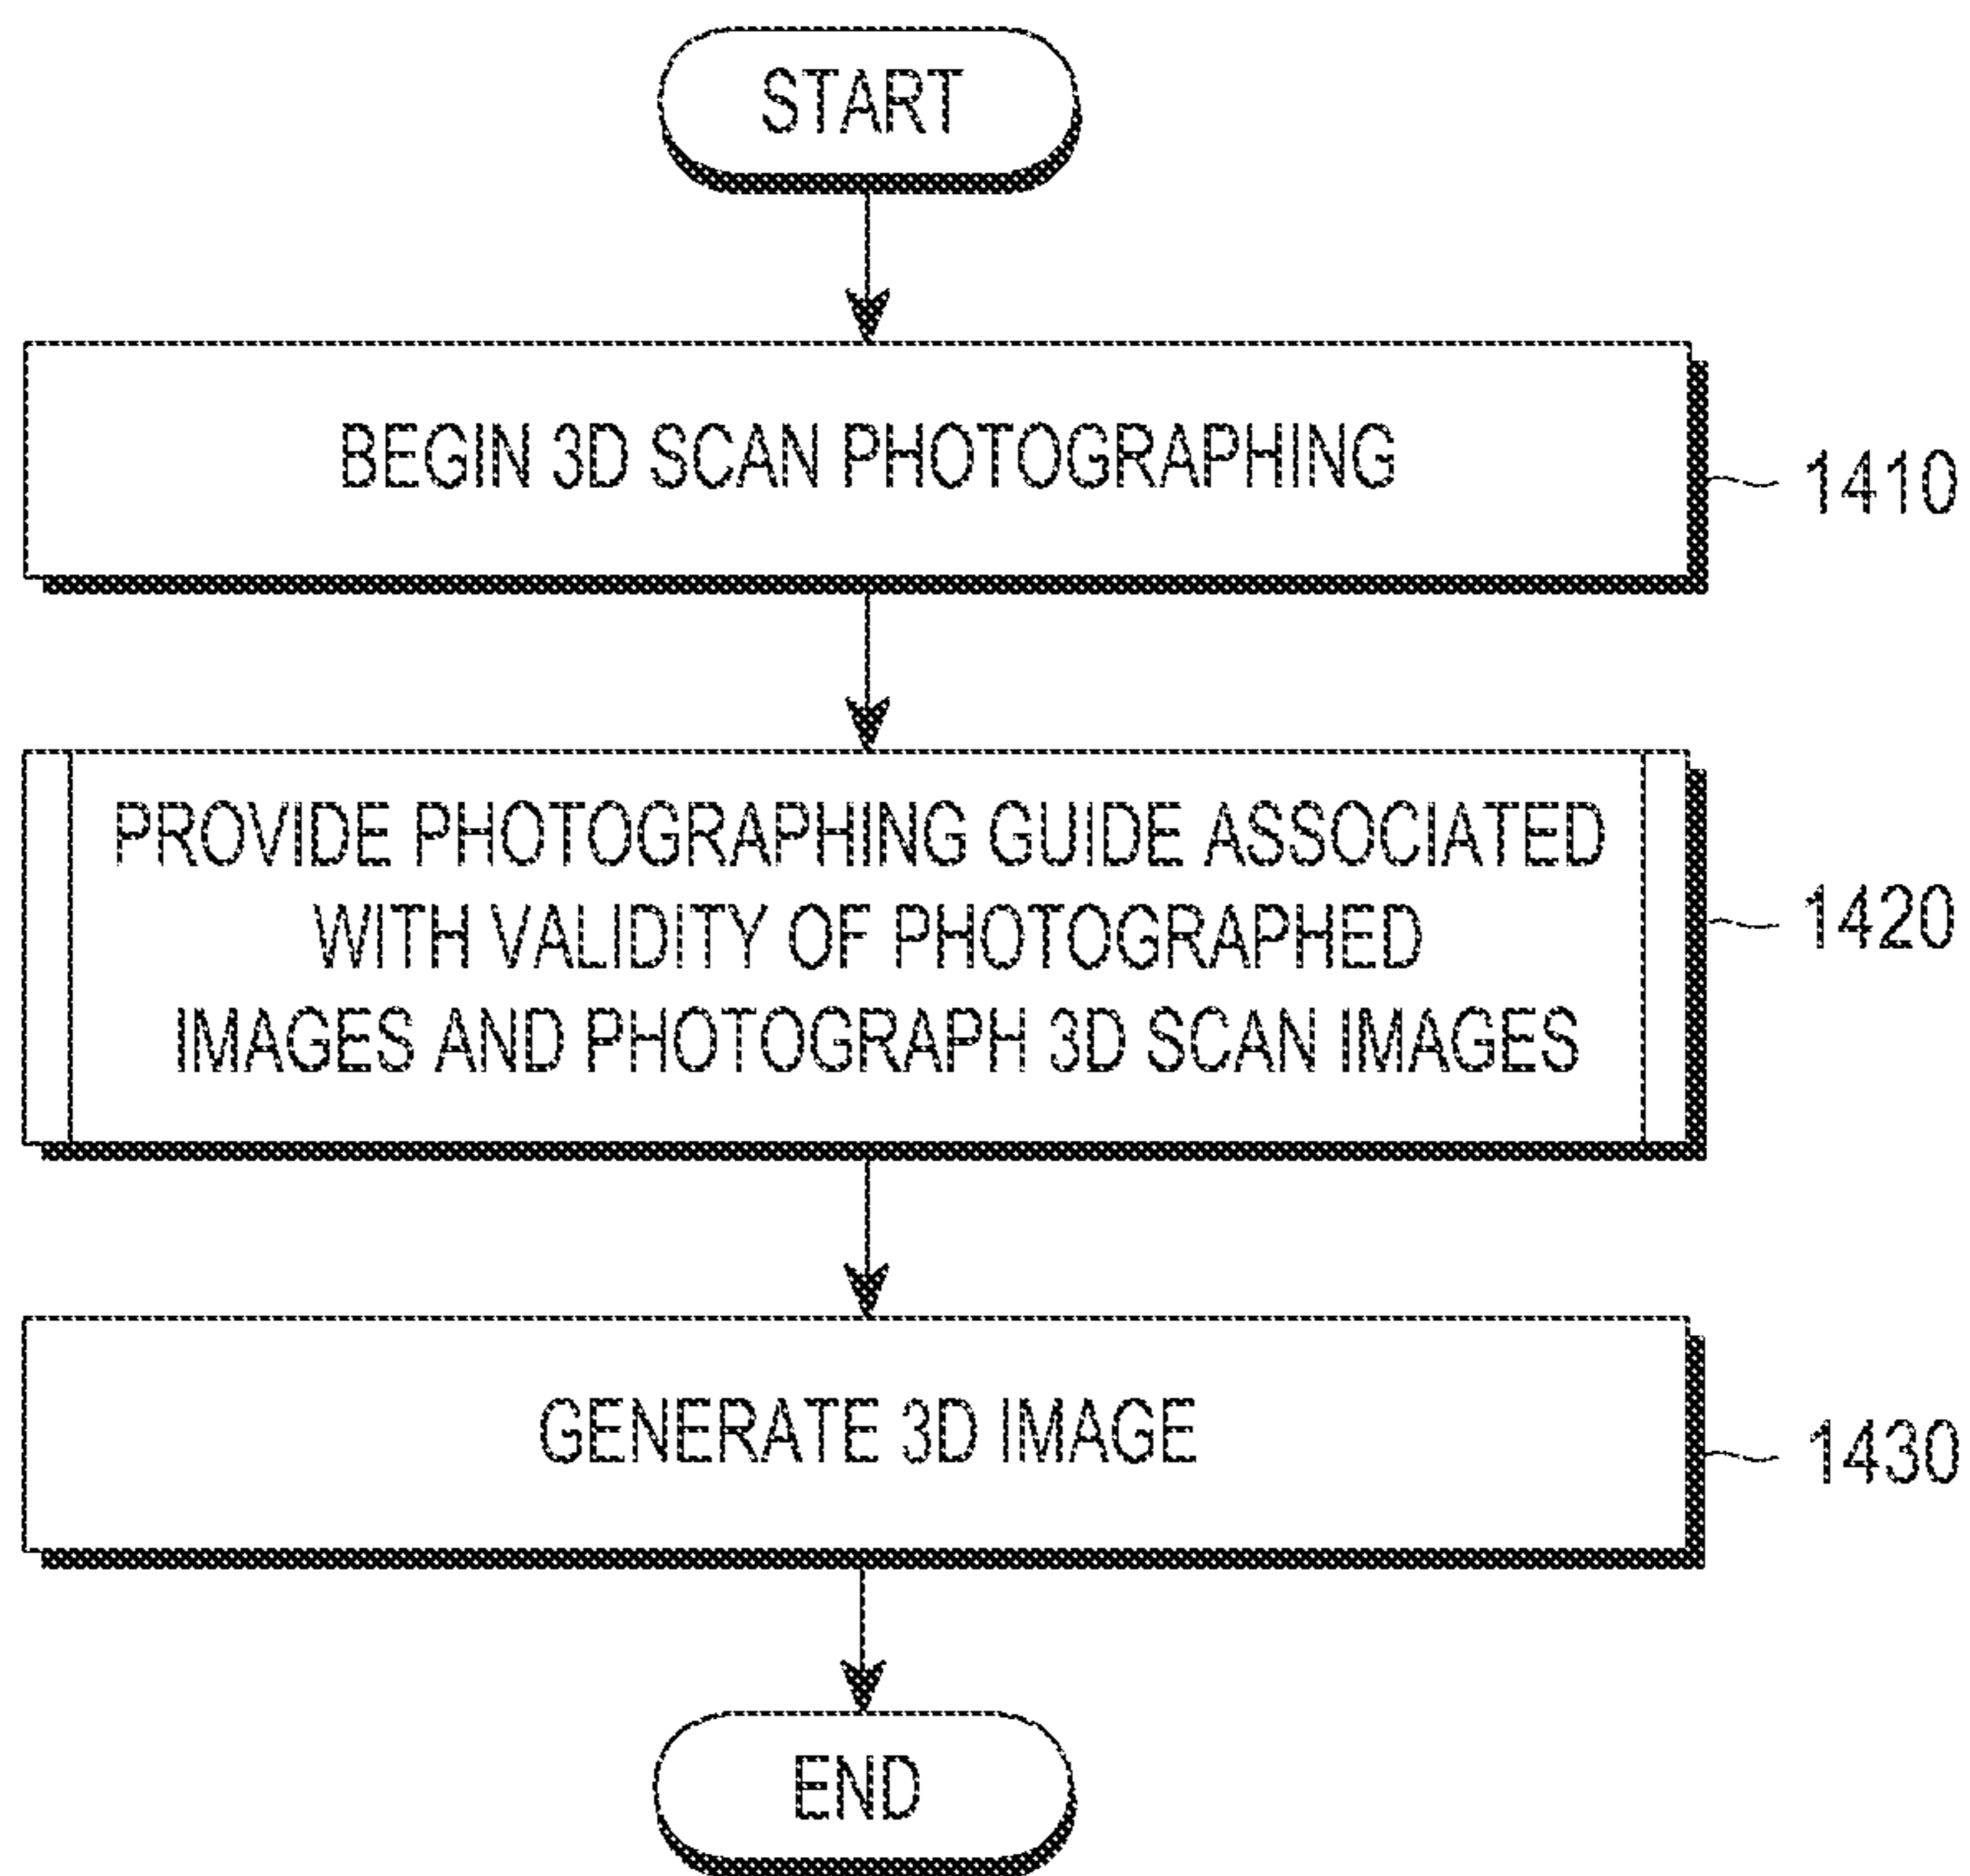 START
BEGIN 3D SCAN PHOTOGRAPHING
1410
PROVIDE PHOTOGRAPHING GUIDE ASSOCIATED
WITH VALIDITY OF PHOTOGRAPHED
IMAGES AND PHOTOGRAPH 3D SCAN IMAGES
1420
GENERATE 3D IMAGE
1430
END